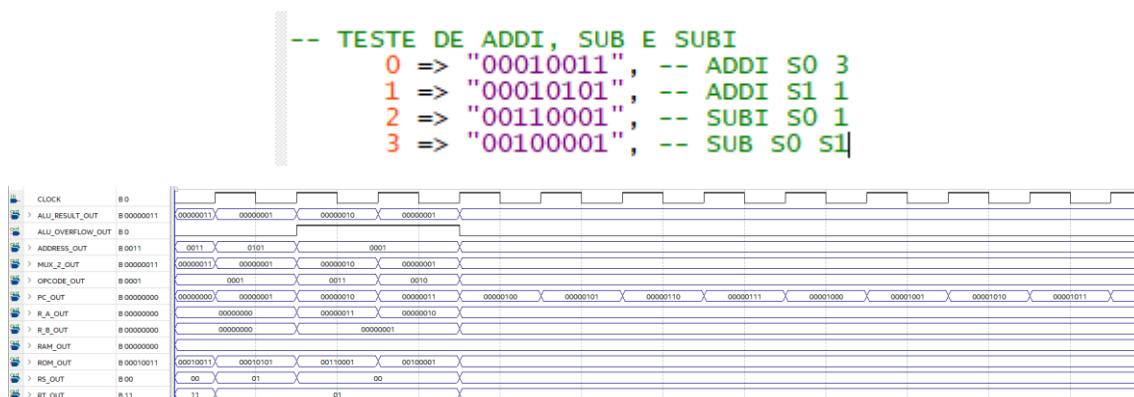 -- TESTE DE ADDI, SUB E SUBI
0 => "00010011", -- ADDI S0 3
1 => "00010101", -- ADDI S1 1
2 => "00110001", -- SUBI S0 1
3 => "00100001", -- SUB S0 S1
CLOCK B 0
> ALU_RESULT_OUT B 00000011 00000011 00000001 00000010 00000001
ALU_OVERFLOW_OUT B 0
> ADDRESS_OUT B 0011 0011 0101 0001
> MUX_2_OUT B 00000011 00000011 00000001 00000010 00000001
> OPCODE_OUT B 0001 0001 0011 0010
> PC_OUT B 00000000 00000000 00000001 00000010 00000011 00000100 00000101 00000110 00000111 00001000 00001001 00001010 00001011
> R_A_OUT B 00000000 00000000 00000011 00000010
> R_B_OUT B 00000000 00000000 00000001
> RAM_OUT B 00000000
> ROM_OUT B 00010011 00010011 00010101 00110001 00100001
> RS_OUT B 00 00 01 00
> RT_OUT B 11 11 01